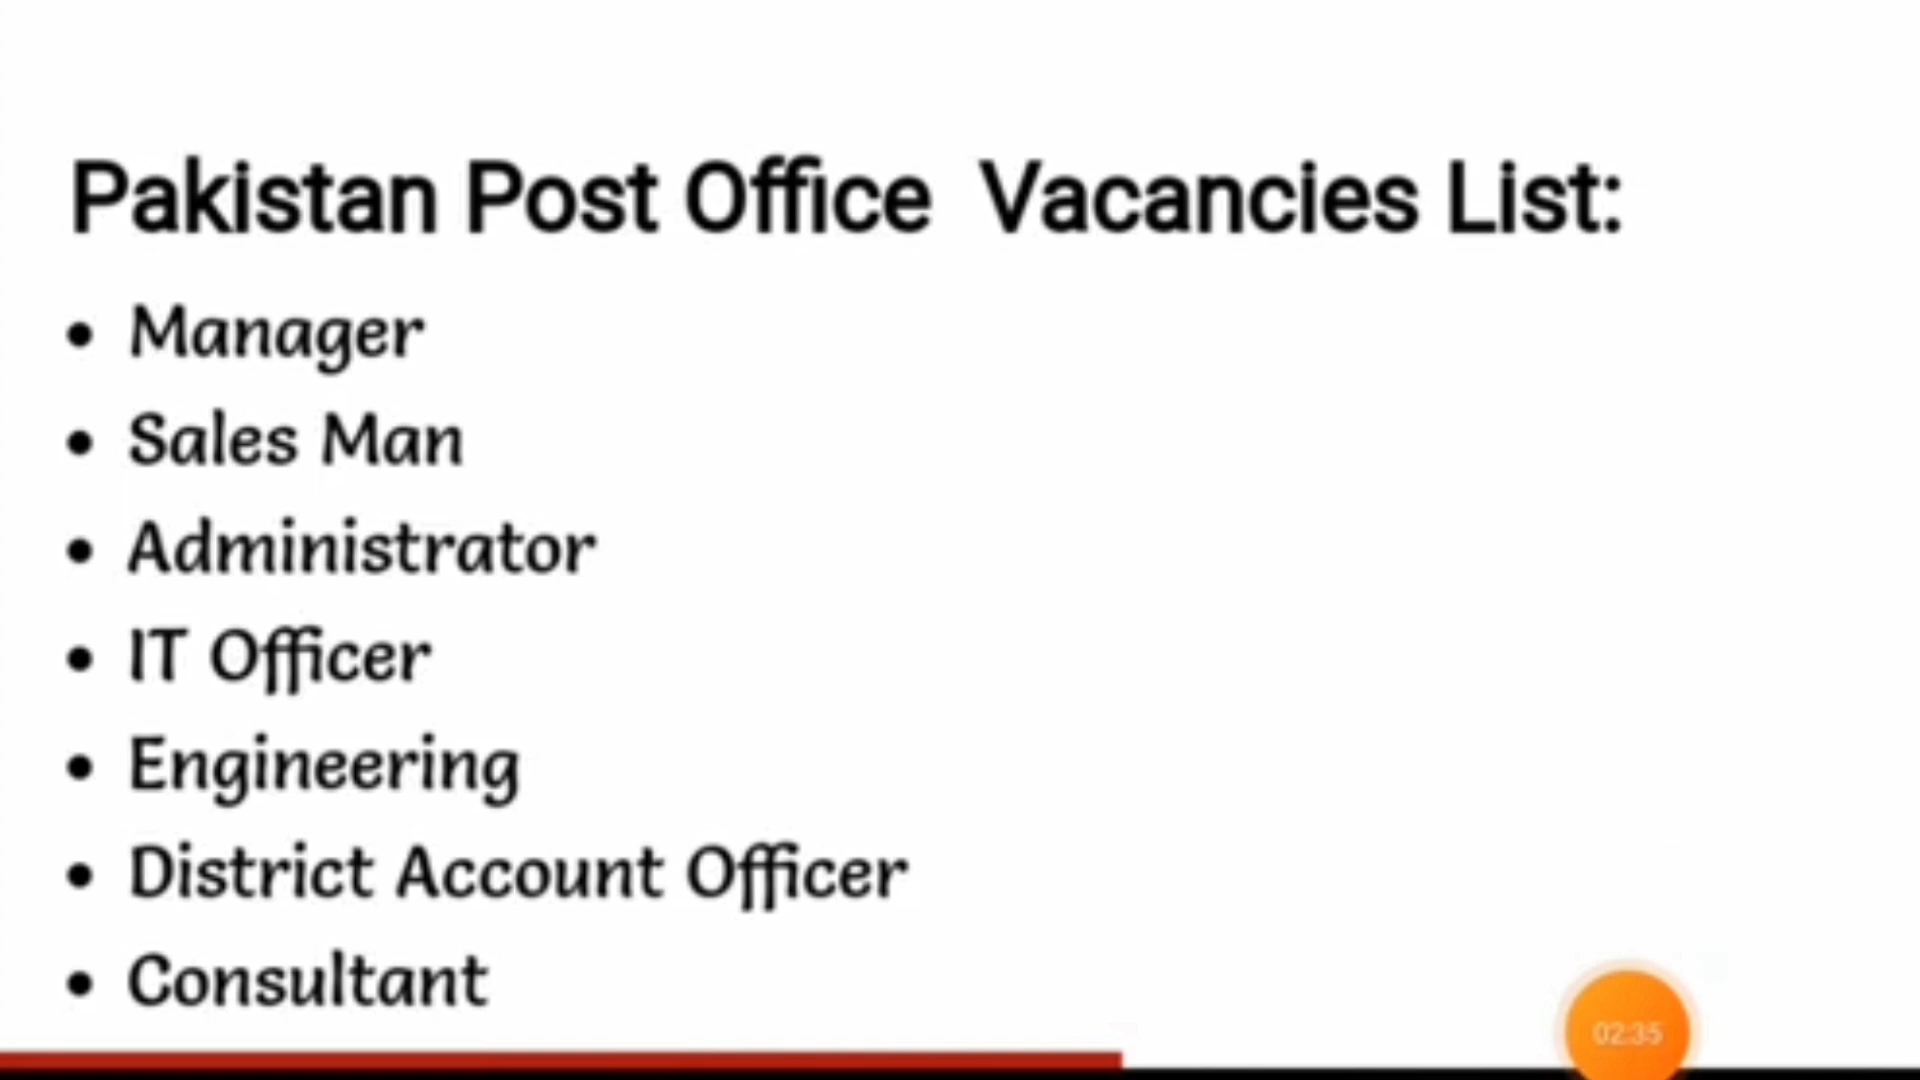 Pakistan Post Office Vacancies List:
• Manager
• Sales Man
• Administrator
• IT Officer
• Engineering
• District Account Officer
• Consultant
02:35